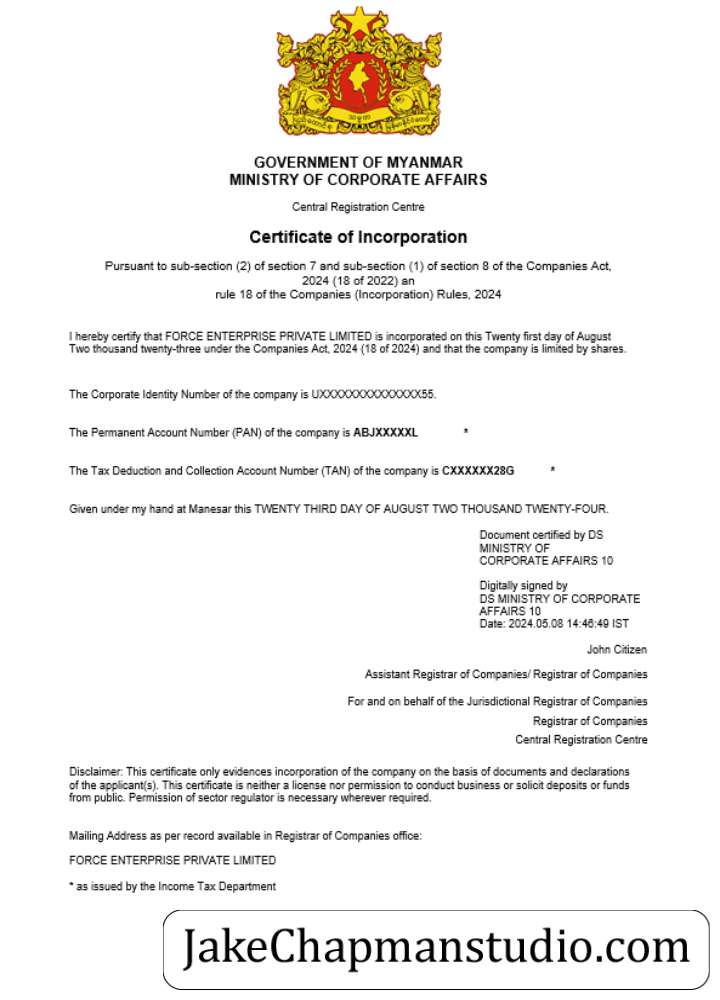 GOVERNMENT OF MYANMAR
MINISTRY OF CORPORATE AFFAIRS
Central Registration Centre
Certificate of Incorporation
Pursuant to sub-section (2) of section 7 and sub-section (1) of section 8 of the Companies Act,
2024 (18 of 2022) an
rule 18 of the Companies (Incorporation) Rules, 2024
I hereby certify that FORCE ENTERPRISE PRIVATE LIMITED is incorporated on this Twenty first day of August
Two thousand twenty-three under the Companies Act, 2024 (18 of 2024) and that the company is limited by shares.
The Corporate Identity Number of the company is UXXXXXXXXXXXXXX55.
The Permanent Account Number (PAN) of the company is ABJXXXXXL *
The Tax Deduction and Collection Account Number (TAN) of the company is CXXXXXX28G *
Given under my hand at Manesar this TWENTY THIRD DAY OF AUGUST TWO THOUSAND TWENTY-FOUR.
Document certified by DS
MINISTRY OF
CORPORATE AFFAIRS 10
Digitally signed by
DS MINISTRY OF CORPORATE
AFFAIRS 10
Date: 2024.05.08 14:46:49 IST
John Citizen
Assistant Registrar of Companies/ Registrar of Companies
For and on behalf of the Jurisdictional Registrar of Companies
Registrar of Companies
Central Registration Centre
Disclaimer: This certificate only evidences incorporation of the company on the basis of documents and declarations
of the applicant(s). This certificate is neither a license nor permission to conduct business or solicit deposits or funds
from public. Permission of sector regulator is necessary wherever required.
Mailing Address as per record available in Registrar of Companies office:
FORCE ENTERPRISE PRIVATE LIMITED
* as issued by the Income Tax Department
JakeChapmanstudio.com